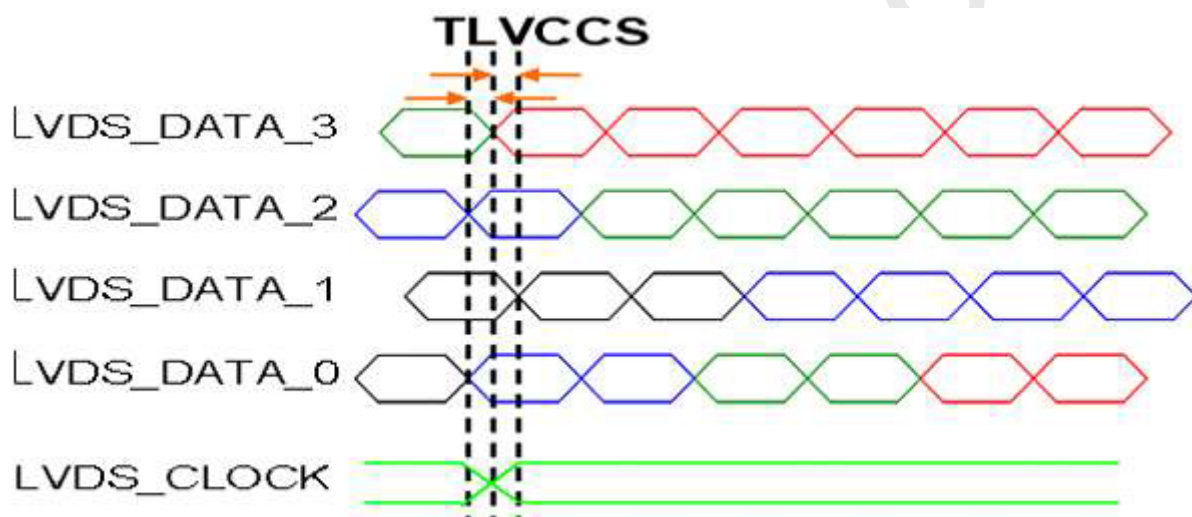 TLVCCS
LVDS_DATA_3
LVDS_DATA_2
LVDS_DATA_1
LVDS_DATA_0
LVDS_CLOCK